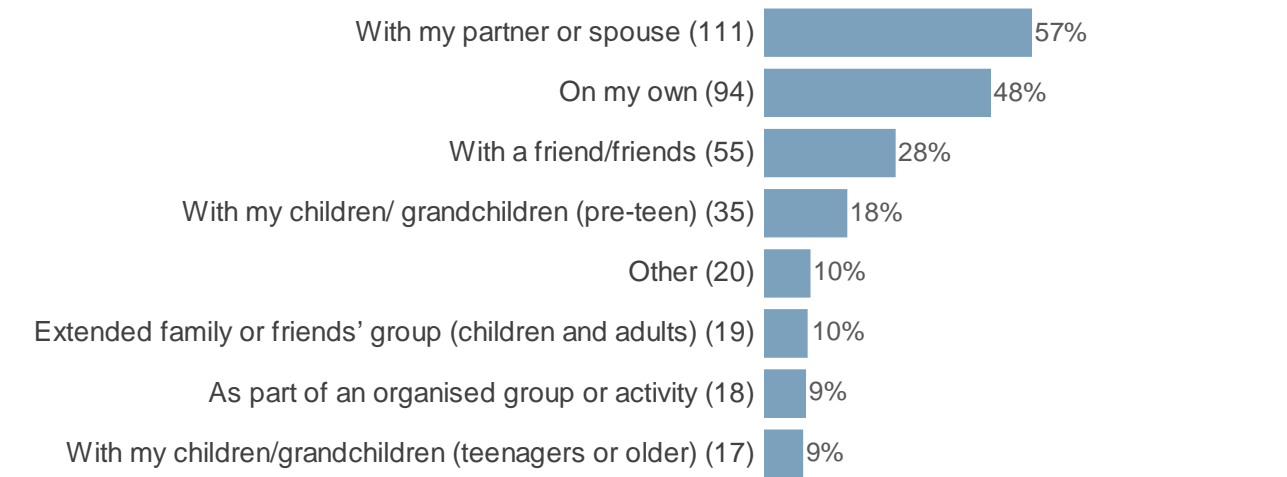 With my partner or spouse (111) 57%
On my own (94) 48%
With a friend/friends (55) 28%
With my children/ grandchildren (pre-teen) (35) 18%
Other (20) 10%
Extended family or friends’ group (children and adults) (19) 10%
As part of an organised group or activity (18) 9%
With my children/grandchildren (teenagers or older) (17) 9%